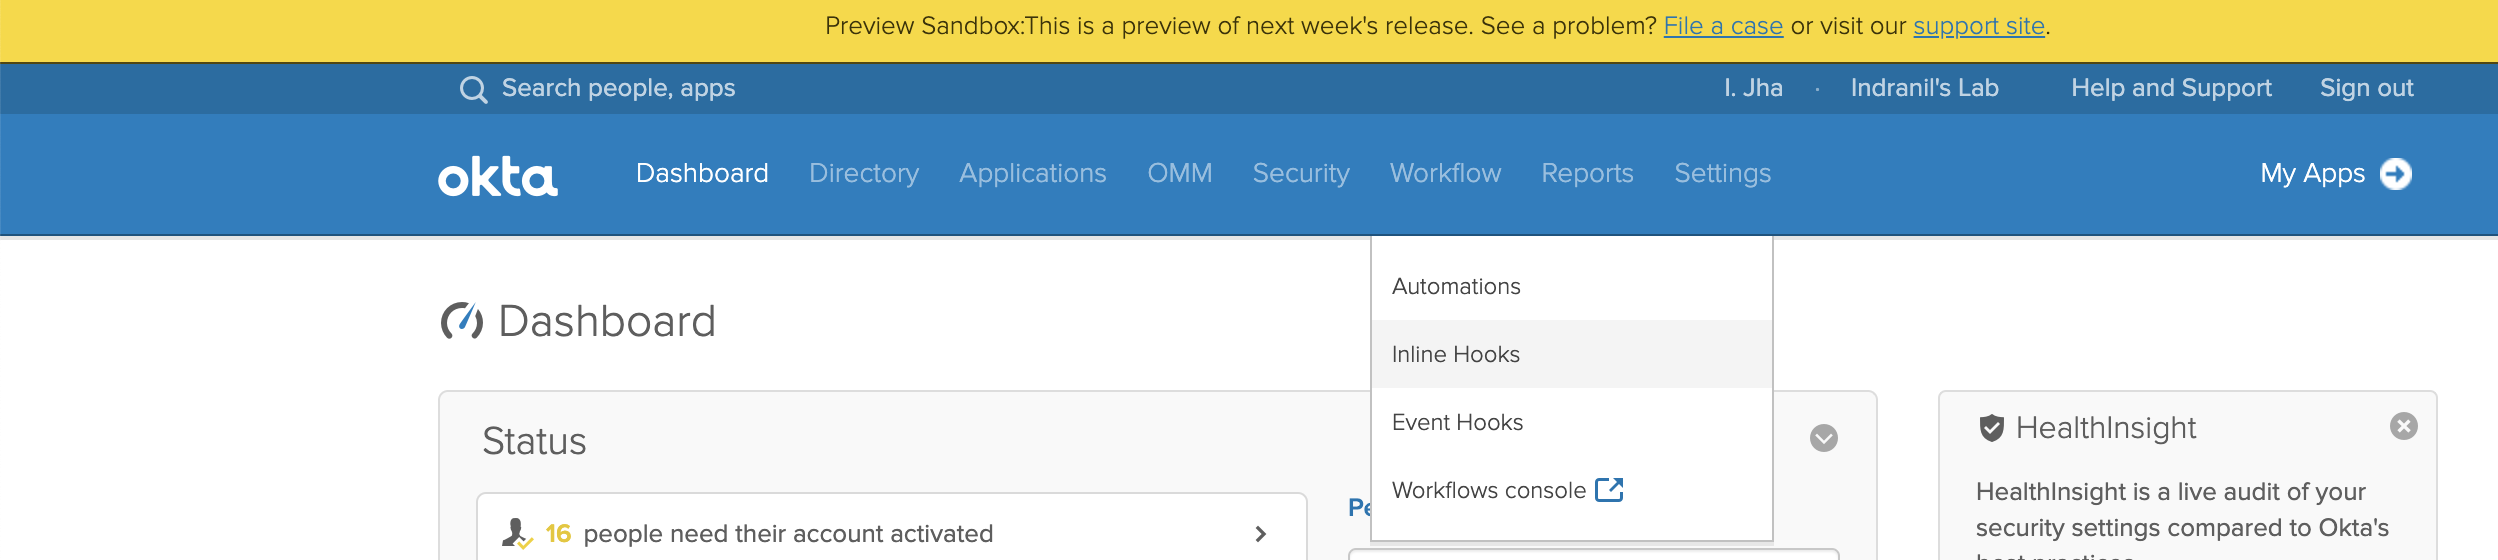 Preview Sandbox:This is a preview of next week's release. See a problem? File a case or visit our support site.
Search people, apps
I. Jha · Indranil's Lab Help and Support Sign out
okta Dashboard Directory Applications OMM Security Workflow Reports Settings My Apps
Automations
Inline Hooks
Event Hooks
Workflows console
Dashboard
Status
16 people need their account activated
HealthInsight
HealthInsight is a live audit of your
security settings compared to Okta's